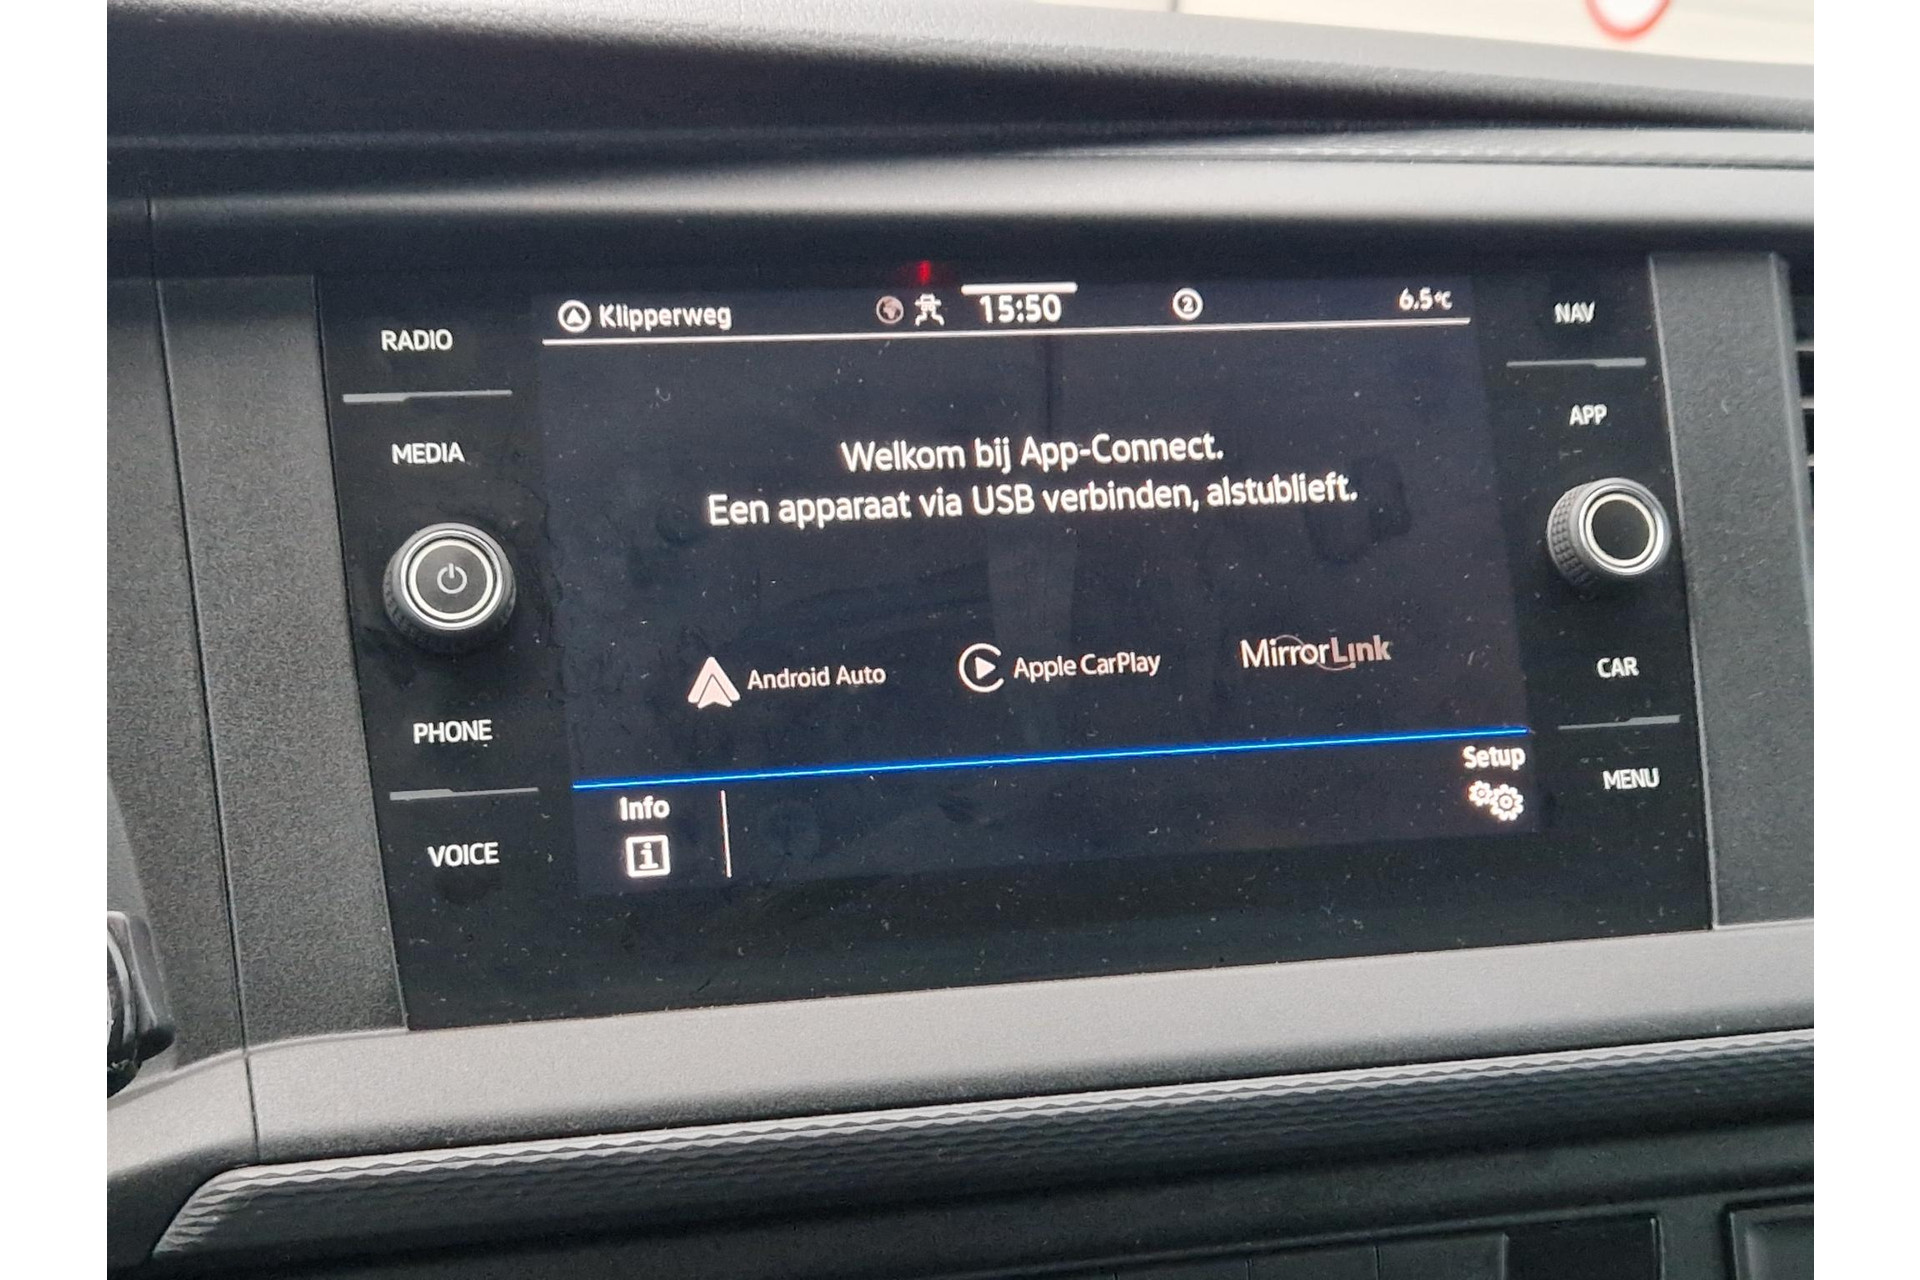 Klipperweg 15:50 2 6.5°C
RADIO
MEDIA
PHONE
VOICE
Welkom bij App-Connect.
Een apparaat via USB verbinden, alstublieft.
Android Auto Apple CarPlay MirrorLink
Info
i
Setup
NAV
APP
CAR
MENU